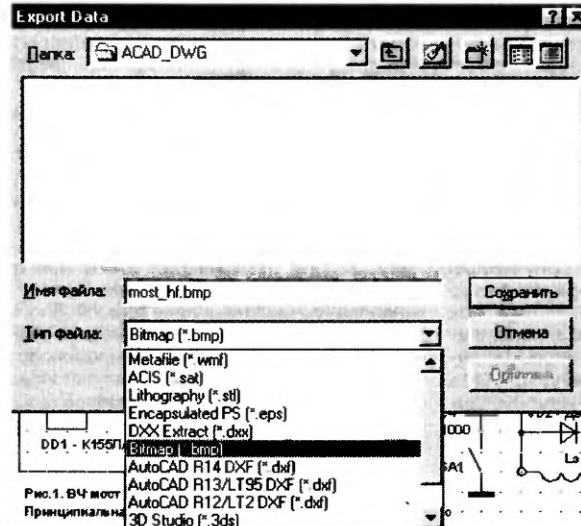 Export Data
Папка: ACAD_DWG
Имя файла: most_hf.bmp
Сохранить
Тип файла: Bitmap (*.bmp)
Отмена
Metafile (*.wmf)
ACIS (*.sat)
Lithography (*.stl)
Encapsulated PS (*.eps)
DXX Extract (*.dxx)
Bitmap (*.bmp)
AutoCAD R14 DXF (*.dxf)
AutoCAD R13/LT95 DXF (*.dxf)
AutoCAD R12/LT2 DXF (*.dxf)
3D Studio (*.3ds)
1000
DD1 - К155
Рис.1. ВЧ мост